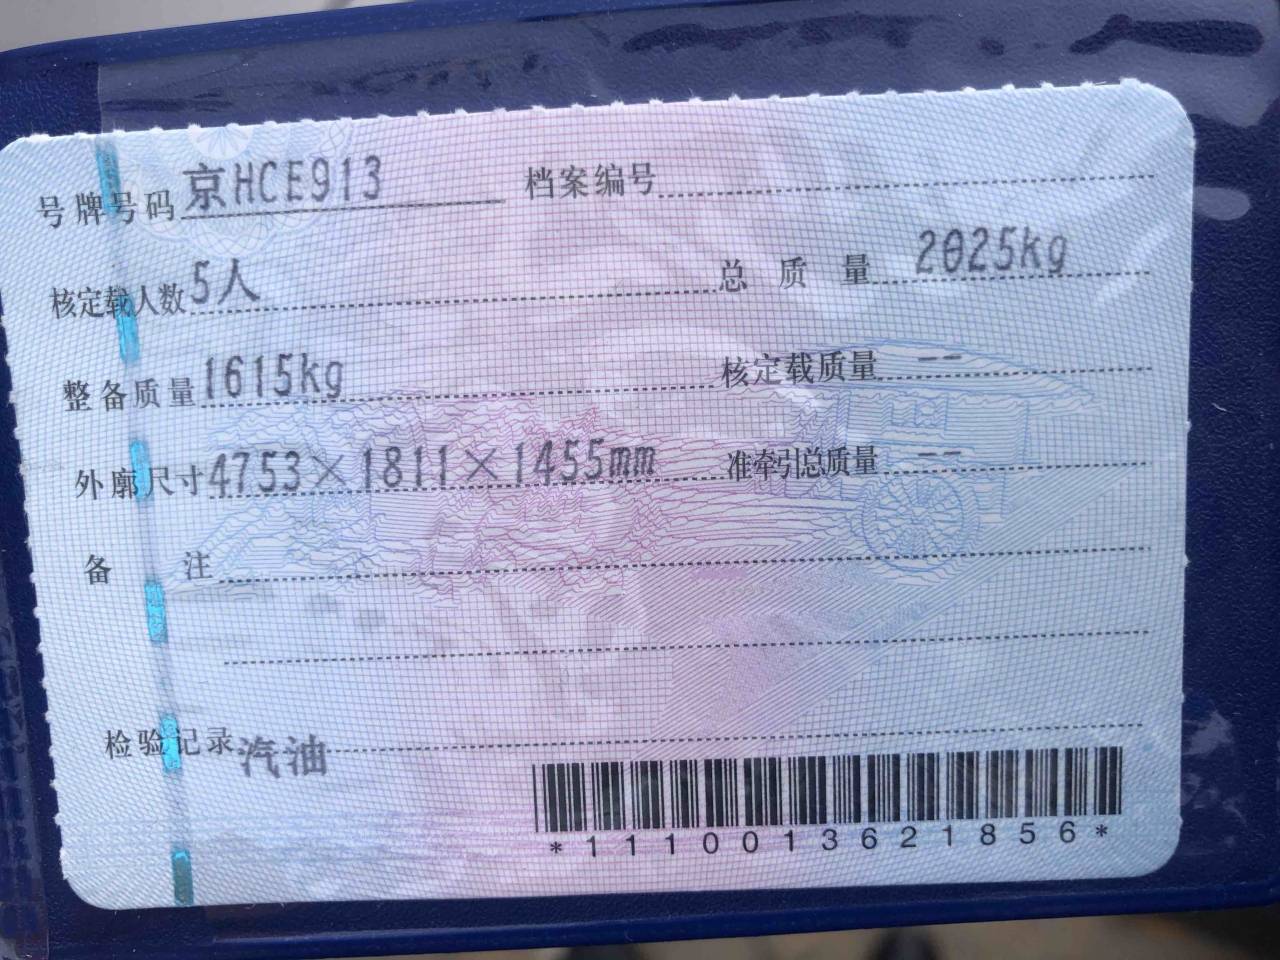 号牌号码 京HCE913 档案编号
核定载人数 5人 总质量 2025kg
整备质量 1615kg 核定载质量 --
外廓尺寸 4753×1811×1455mm 准牵引总质量 --
备注
检验记录 汽油
*1110013621856*